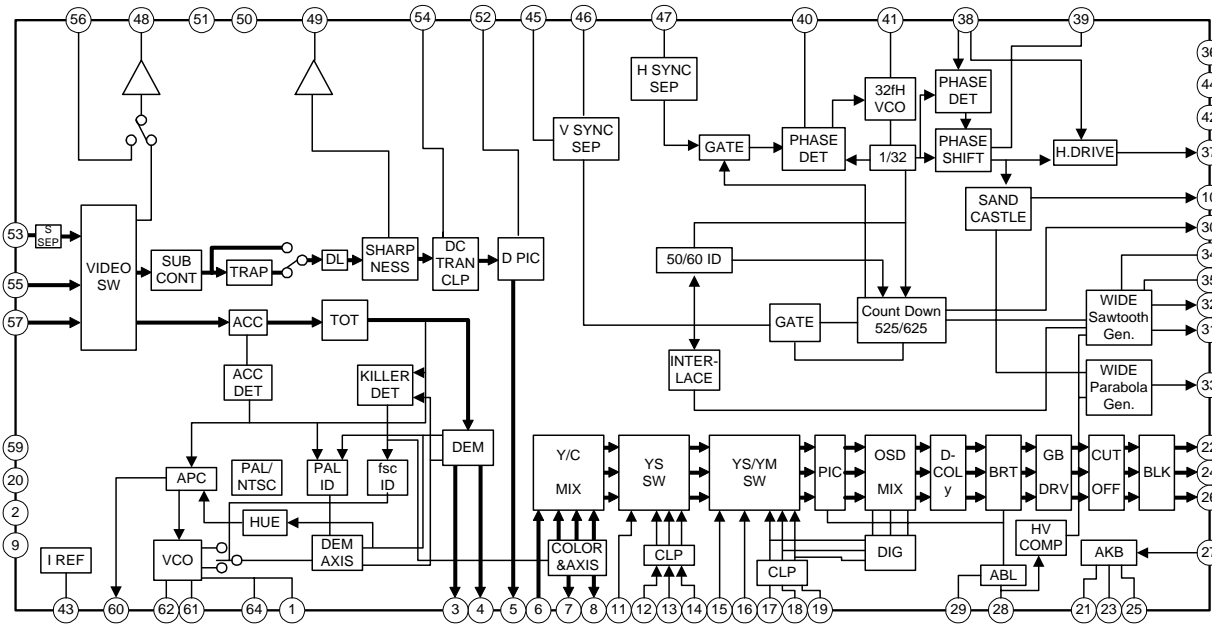 56 48 51 50 49 54 52 45 46 47 40 41 38 39
36
44
42
37
10
30
34
35
32
31
33
22
24
26
27
53
55
57
59
20
2
9
H SYNC
SEP
V SYNC
SEP
GATE
PHASE
DET
32fH
VCO
1/32
PHASE
DET
PHASE
SHIFT
H.DRIVE
SAND
CASTLE
S
SEP
VIDEO
SW
SUB
CONT
TRAP
DL
SHARP
NESS
DC
TRAN
CLP
D PIC
50/60 ID
Count Down
525/625
GATE
INTER-
LACE
WIDE
Sawtooth
Gen.
WIDE
Parabola
Gen.
ACC
TOT
ACC
DET
KILLER
DET
DEM
APC
PAL/
NTSC
PAL
ID
fsc
ID
HUE
VCO
DEM
AXIS
I REF
Y/C
MIX
YS
SW
YS/YM
SW
PIC
OSD
MIX
D-
COL
y
BRT
GB
DRV
CUT
OFF
BLK
COLOR
&AXIS
CLP
CLP
DIG
HV
COMP
ABL
AKB
43 60 62 61 64 1 3 4 5 6 7 8 11 12 13 14 15 16 17 18 19 29 28 21 23 25